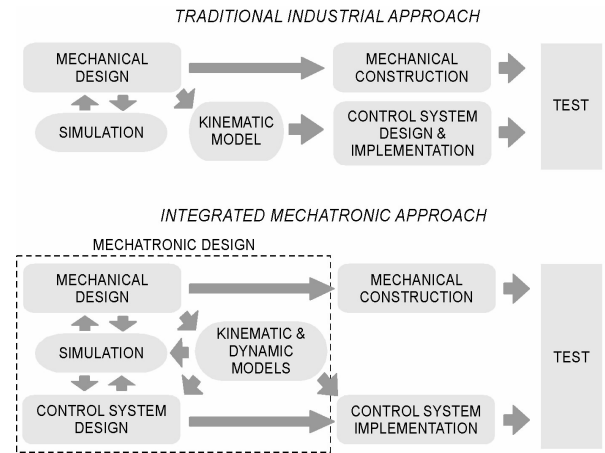 TRADITIONAL INDUSTRIAL APPROACH
MECHANICAL
DESIGN
MECHANICAL
CONSTRUCTION
TEST
SIMULATION
KINEMATIC
MODEL
CONTROL SYSTEM
DESIGN &
IMPLEMENTATION
INTEGRATED MECHATRONIC APPROACH
MECHATRONIC DESIGN
MECHANICAL
DESIGN
MECHANICAL
CONSTRUCTION
SIMULATION
KINEMATIC &
DYNAMIC
MODELS
TEST
CONTROL SYSTEM
DESIGN
CONTROL SYSTEM
IMPLEMENTATION